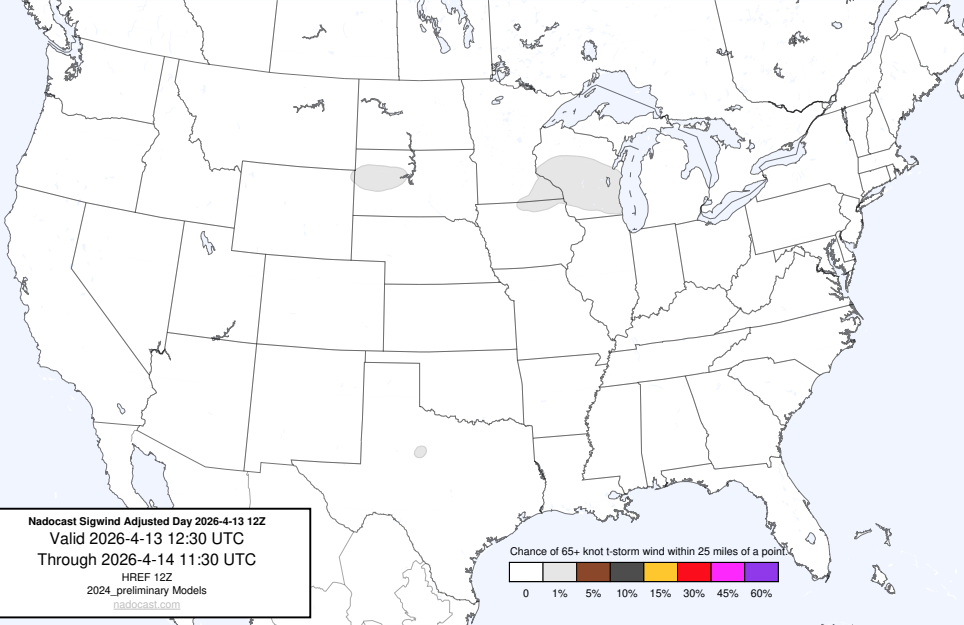 Nadocast Sigwind Adjusted Day 2026-4-13 12Z
Valid 2026-4-13 12:30 UTC
Through 2026-4-14 11:30 UTC
HREF 12Z
2024_preliminary Models
nadocast.com
Chance of 65+ knot t-storm wind within 25 miles of a point.
0 1% 5% 10% 15% 30% 45% 60%